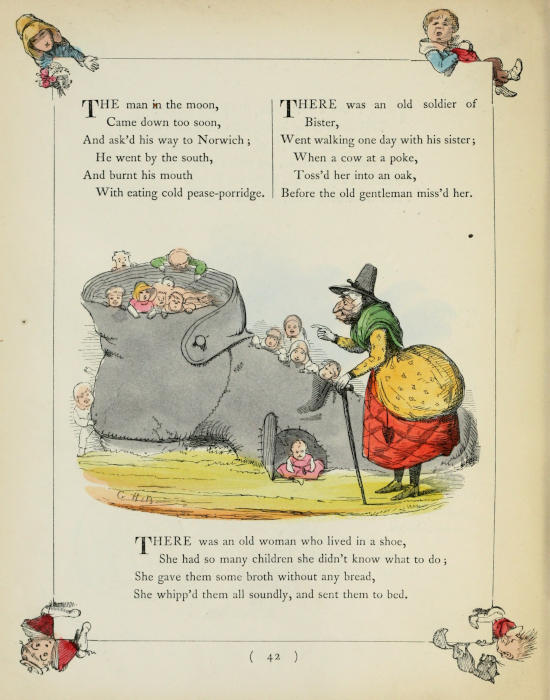 THE man in the moon,
Came down too soon,
And ask'd his way to Norwich;
He went by the south,
And burnt his mouth
With eating cold pease-porridge.
THERE was an old soldier of
Bister,
Went walking one day with his sister;
When a cow at a poke,
Toss'd her into an oak,
Before the old gentleman miss'd her.
THERE was an old woman who lived in a shoe,
She had so many children she didn't know what to do;
She gave them some broth without any bread,
She whipp'd them all soundly, and sent them to bed.
( 42 )